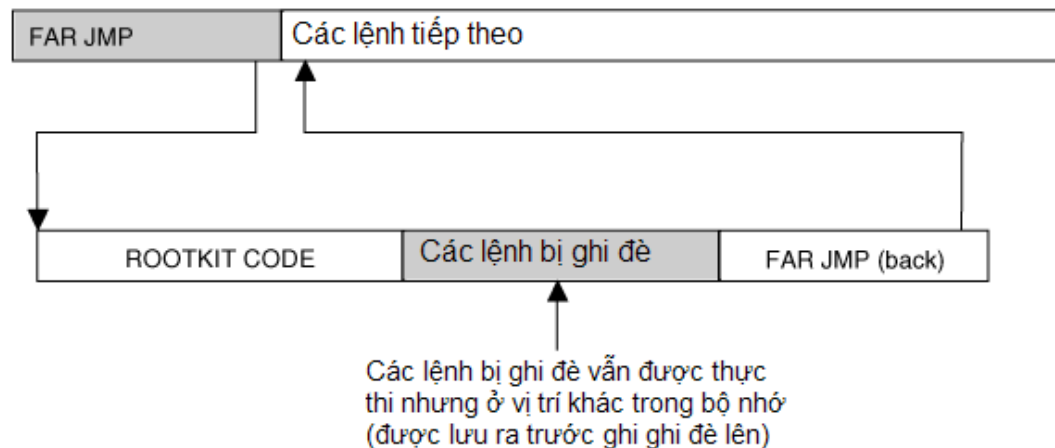 FAR JMP
Các lệnh tiếp theo
ROOTKIT CODE
Các lệnh bị ghi đè
FAR JMP (back)
Các lệnh bị ghi đè vẫn được thực
thi nhưng ở vị trí khác trong bộ nhớ
(được lưu ra trước ghi ghi đè lên)